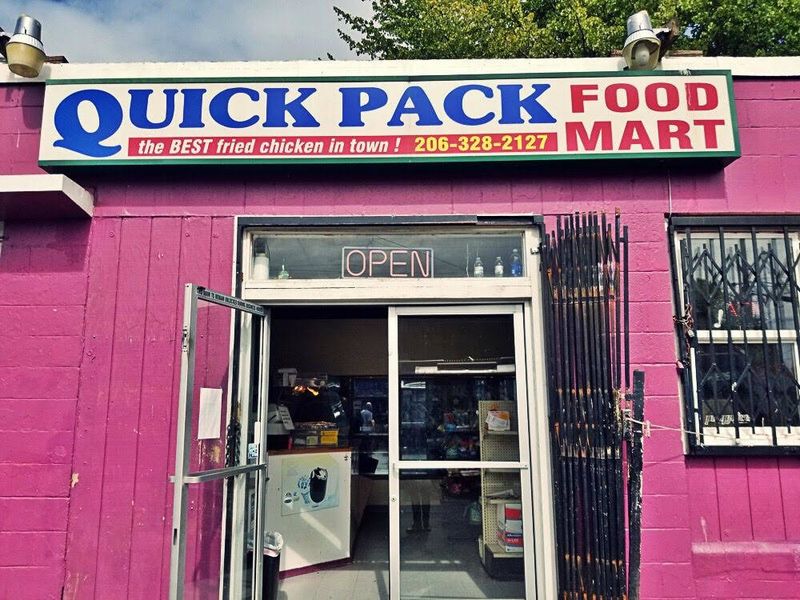 QUICK PACK FOOD MART
the BEST fried chicken in town ! 206-328-2127
OPEN